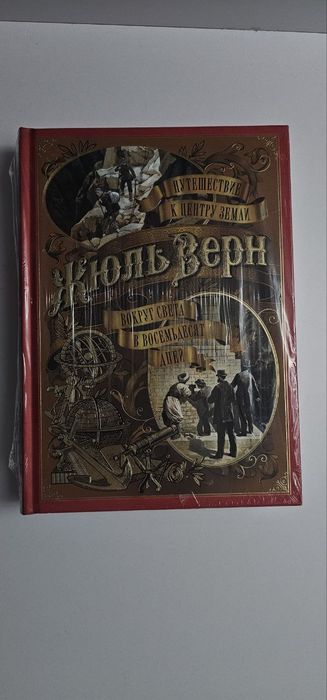 ПУТЕШЕСТВИЕ
К ЦЕНТРУ ЗЕМЛИ
Жюль Верн
ВОКРУГ СВЕТА
В ВОСЕМЬДЕСЯТ
ДНЕЙ